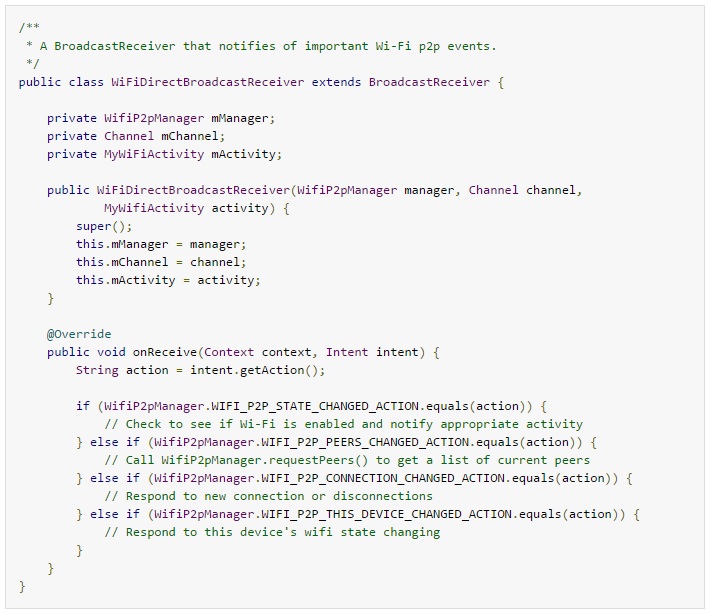 /**
 * A BroadcastReceiver that notifies of important Wi-Fi p2p events.
 */
public class WiFiDirectBroadcastReceiver extends BroadcastReceiver {
    private WifiP2pManager mManager;
    private Channel mChannel;
    private MyWiFiActivity mActivity;
    public WiFiDirectBroadcastReceiver(WifiP2pManager manager, Channel channel,
            MyWifiActivity activity) {
        super();
        this.mManager = manager;
        this.mChannel = channel;
        this.mActivity = activity;
    }
    @Override
    public void onReceive(Context context, Intent intent) {
        String action = intent.getAction();
        if (WifiP2pManager.WIFI_P2P_STATE_CHANGED_ACTION.equals(action)) {
            // Check to see if Wi-Fi is enabled and notify appropriate activity
        } else if (WifiP2pManager.WIFI_P2P_PEERS_CHANGED_ACTION.equals(action)) {
            // Call WifiP2pManager.requestPeers() to get a list of current peers
        } else if (WifiP2pManager.WIFI_P2P_CONNECTION_CHANGED_ACTION.equals(action)) {
            // Respond to new connection or disconnections
        } else if (WifiP2pManager.WIFI_P2P_THIS_DEVICE_CHANGED_ACTION.equals(action)) {
            // Respond to this device's wifi state changing
        }
    }
}